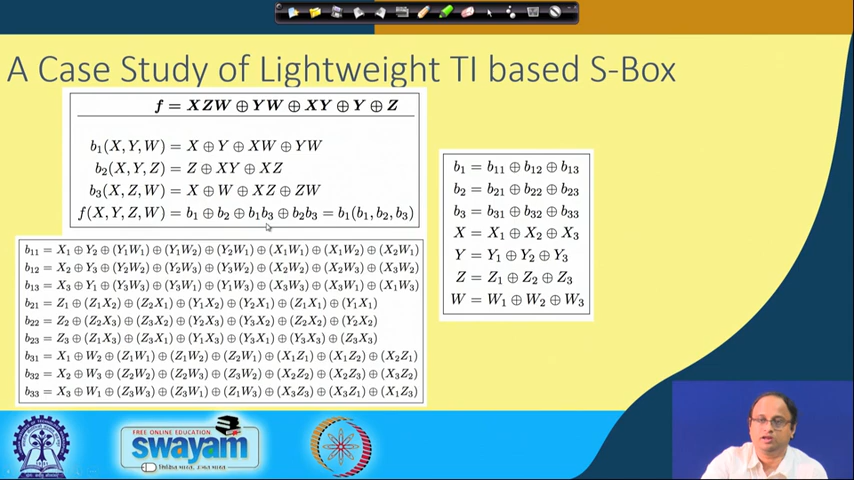 A Case Study of Lightweight TI based S-Box
f = XZW ⊕ YW ⊕ XY ⊕ Y ⊕ Z
b₁(X, Y, W) = X ⊕ Y ⊕ XW ⊕ YW
b₂(X, Y, Z) = Z ⊕ XY ⊕ XZ
b₃(X, Z, W) = X ⊕ W ⊕ XZ ⊕ ZW
f(X, Y, Z, W) = b₁ ⊕ b₂ ⊕ b₁b₃ ⊕ b₂b₃ = b₁(b₁, b₂, b₃)
b₁₁ = X₁ ⊕ Y₂ ⊕ (Y₁W₁) ⊕ (Y₁W₂) ⊕ (Y₂W₁) ⊕ (X₁W₁) ⊕ (X₁W₂) ⊕ (X₂W₁)
b₁₂ = X₂ ⊕ Y₃ ⊕ (Y₂W₂) ⊕ (Y₂W₃) ⊕ (Y₃W₂) ⊕ (X₂W₂) ⊕ (X₂W₃) ⊕ (X₃W₂)
b₁₃ = X₃ ⊕ Y₁ ⊕ (Y₃W₃) ⊕ (Y₃W₁) ⊕ (Y₁W₃) ⊕ (X₃W₃) ⊕ (X₃W₁) ⊕ (X₁W₃)
b₂₁ = Z₁ ⊕ (Z₁X₂) ⊕ (Z₂X₁) ⊕ (Y₁X₂) ⊕ (Y₂X₁) ⊕ (Z₁X₁) ⊕ (Y₁X₁)
b₂₂ = Z₂ ⊕ (Z₂X₃) ⊕ (Z₃X₂) ⊕ (Y₂X₃) ⊕ (Y₃X₂) ⊕ (Z₂X₂) ⊕ (Y₂X₂)
b₂₃ = Z₃ ⊕ (Z₁X₃) ⊕ (Z₃X₁) ⊕ (Y₁X₃) ⊕ (Y₃X₁) ⊕ (Y₃X₃) ⊕ (Z₃X₃)
b₃₁ = X₁ ⊕ W₂ ⊕ (Z₁W₁) ⊕ (Z₁W₂) ⊕ (Z₂W₁) ⊕ (X₁Z₁) ⊕ (X₁Z₂) ⊕ (X₂Z₁)
b₃₂ = X₂ ⊕ W₃ ⊕ (Z₂W₂) ⊕ (Z₂W₃) ⊕ (Z₃W₂) ⊕ (X₂Z₂) ⊕ (X₂Z₃) ⊕ (X₃Z₂)
b₃₃ = X₃ ⊕ W₁ ⊕ (Z₃W₃) ⊕ (Z₃W₁) ⊕ (Z₁W₃) ⊕ (X₃Z₃) ⊕ (X₃Z₁) ⊕ (X₁Z₃)
b₁ = b₁₁ ⊕ b₁₂ ⊕ b₁₃
b₂ = b₂₁ ⊕ b₂₂ ⊕ b₂₃
b₃ = b₃₁ ⊕ b₃₂ ⊕ b₃₃
X = X₁ ⊕ X₂ ⊕ X₃
Y = Y₁ ⊕ Y₂ ⊕ Y₃
Z = Z₁ ⊕ Z₂ ⊕ Z₃
W = W₁ ⊕ W₂ ⊕ W₃
FREE ONLINE EDUCATION
swayam